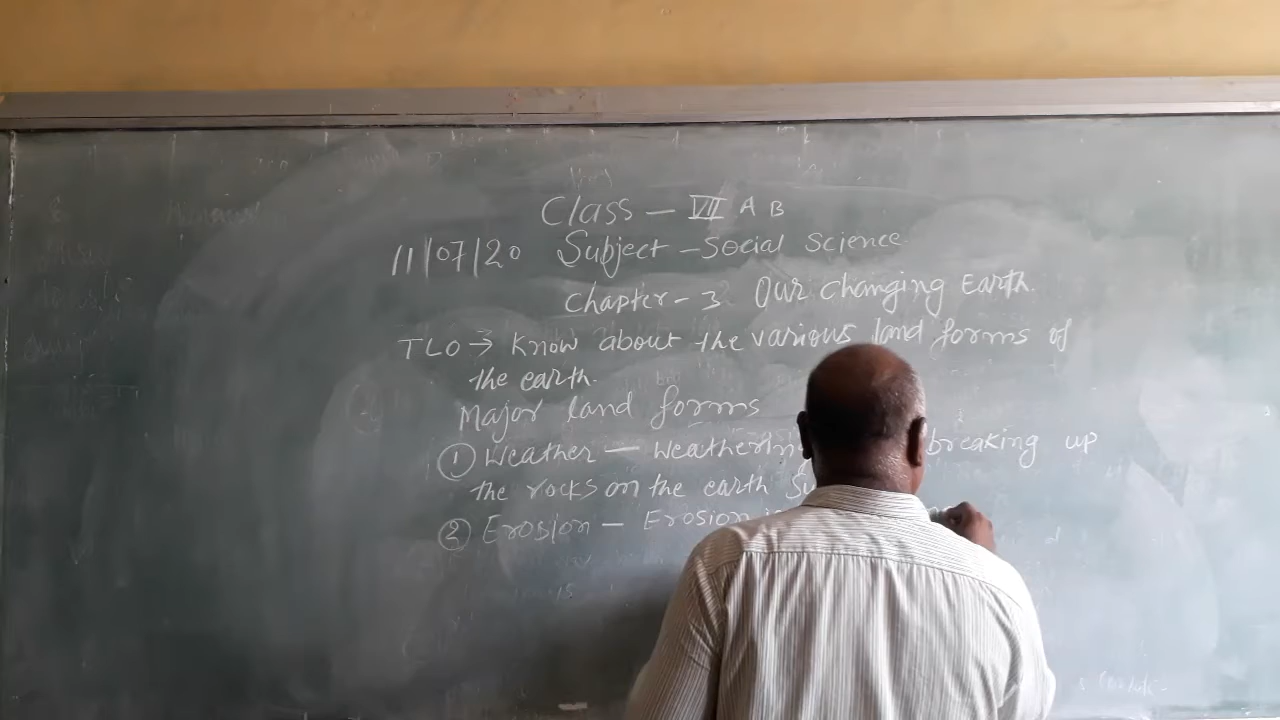 Class - VII A B
11/07/20 Subject - Social Science.
Chapter - 3 Our Changing Earth.
TLO → Know about the various land forms of
the earth.
Major land forms
① Weather - Weatherin breaking up
the rocks on the earth Su
② Erosion - Erosion i